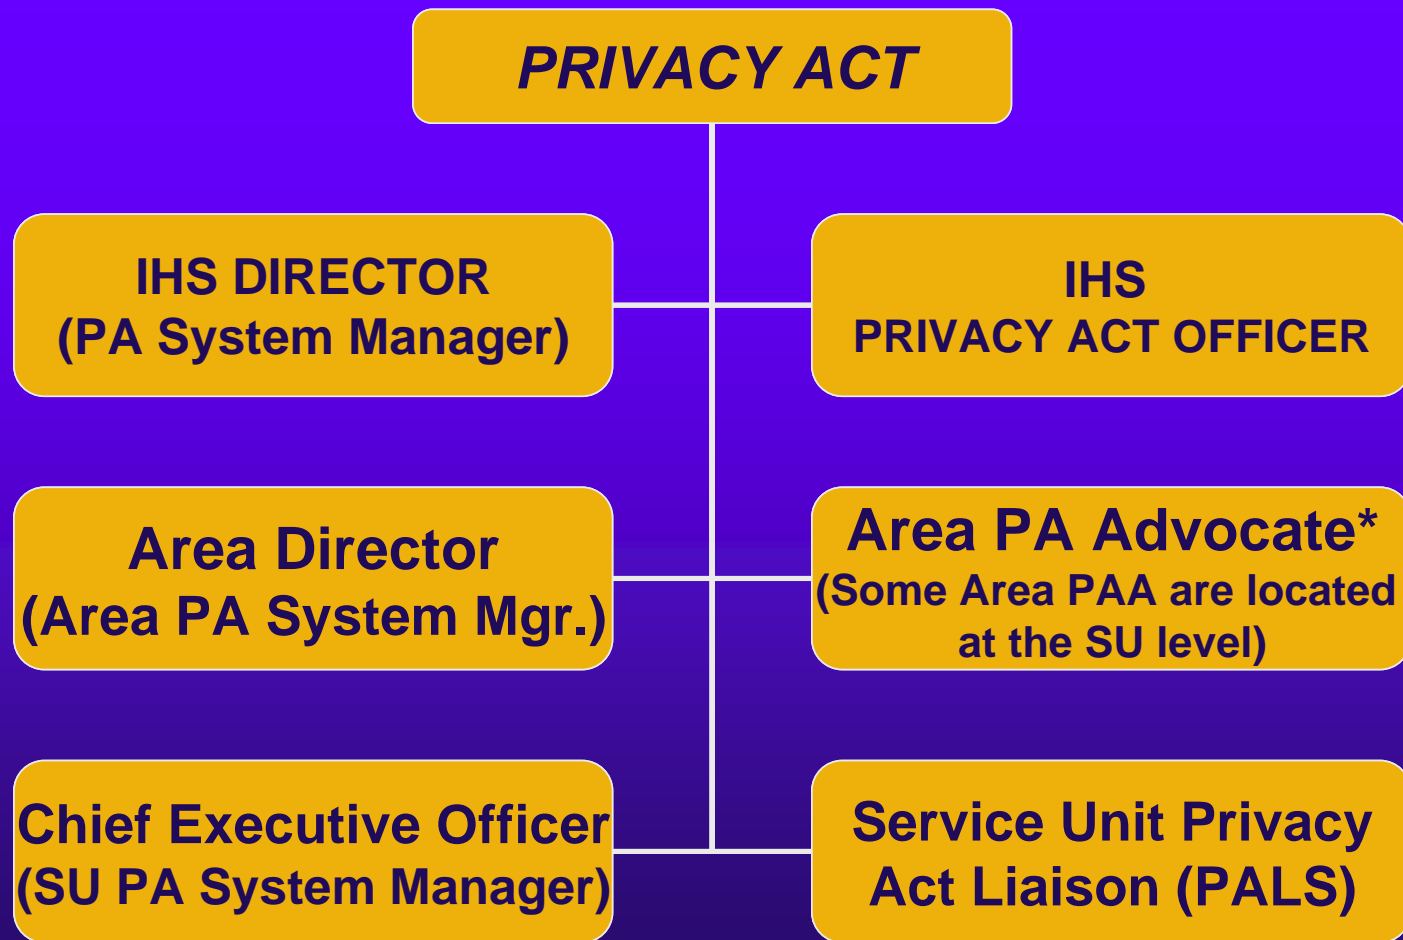 PRIVACY ACT
IHS DIRECTOR
(PA System Manager)
IHS
PRIVACY ACT OFFICER
Area Director
(Area PA System Mgr.)
Area PA Advocate*
(Some Area PAA are located
at the SU level)
Chief Executive Officer
(SU PA System Manager)
Service Unit Privacy
Act Liaison (PALS)